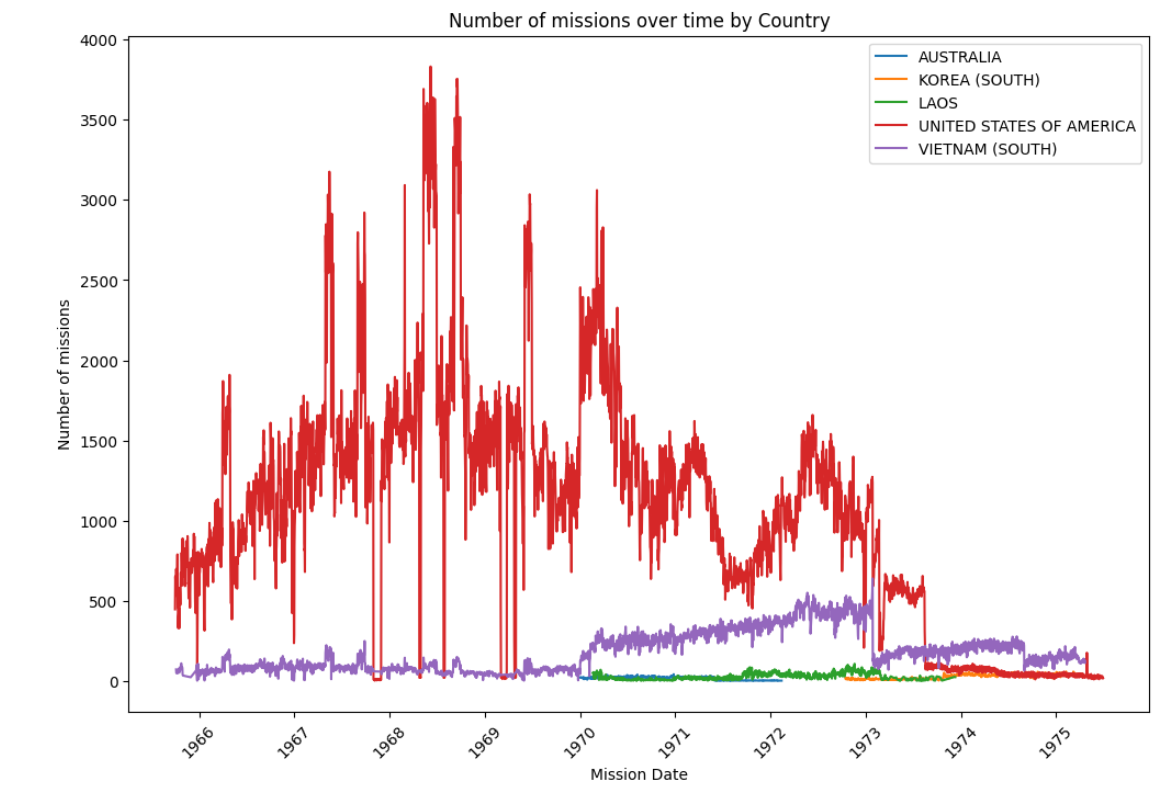 Number of missions over time by Country
AUSTRALIA
KOREA (SOUTH)
LAOS
UNITED STATES OF AMERICA
VIETNAM (SOUTH)
Number of missions
4000
3500
3000
2500
2000
1500
1000
500
0
1966
1967
1968
1969
1970
1971
1972
1973
1974
1975
Mission Date